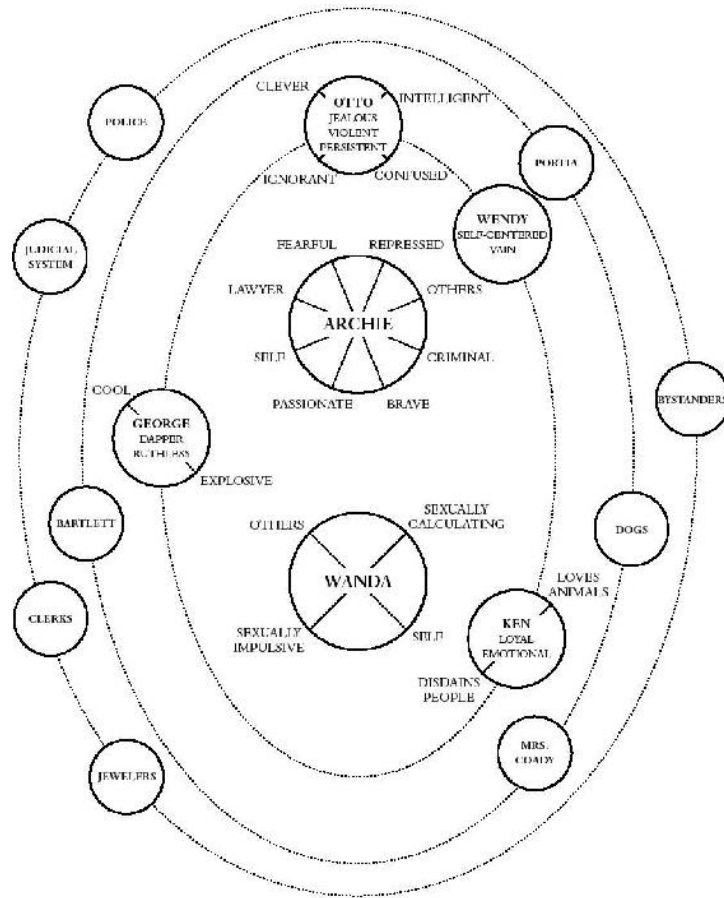 CLEVER
INTELLIGENT
OTTO
JEALOUS
VIOLENT
PERSISTENT
IGNORANT
CONFUSED
POLICE
PORTIA
WENDY
SELF-CENTERED
VAIN
JUDICIAL
SYSTEM
FEARFUL
REPRESSED
LAWYER
OTHERS
ARCHIE
SELF
CRIMINAL
PASSIONATE
BRAVE
COOL
GEORGE
DAPPER
RUTHLESS
EXPLOSIVE
BYSTANDERS
BARTLETT
OTHERS
SEXUALLY
CALCULATING
DOGS
WANDA
SEXUALLY
IMPULSIVE
SELF
LOVES
ANIMALS
KEN
LOYAL
EMOTIONAL
DISDAINS
PEOPLE
CLERKS
MRS.
COADY
JEWELERS